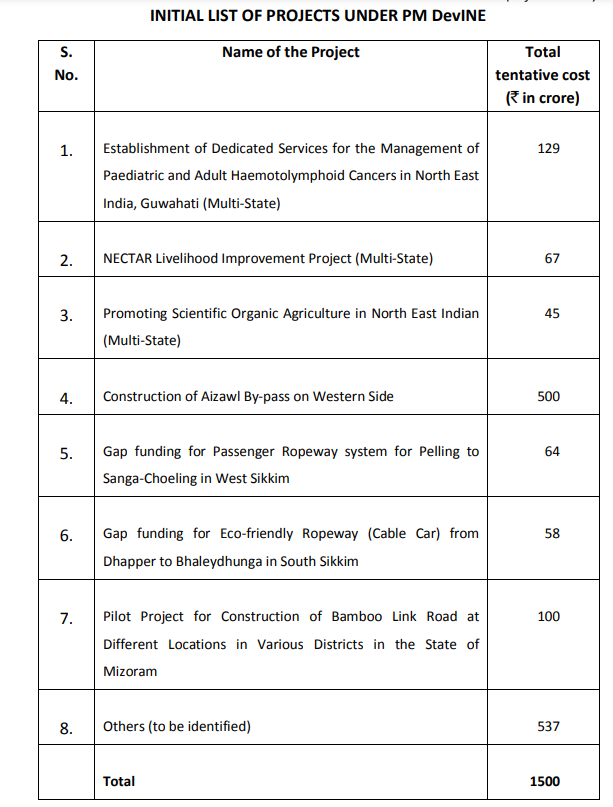 INITIAL LIST OF PROJECTS UNDER PM DevINE
S. No. Name of the Project Total tentative cost (₹ in crore)
1. Establishment of Dedicated Services for the Management of 129
Paediatric and Adult Haemotolymphoid Cancers in North East
India, Guwahati (Multi-State)
2. NECTAR Livelihood Improvement Project (Multi-State) 67
3. Promoting Scientific Organic Agriculture in North East Indian 45
(Multi-State)
4. Construction of Aizawl By-pass on Western Side 500
5. Gap funding for Passenger Ropeway system for Pelling to 64
Sanga-Choeling in West Sikkim
6. Gap funding for Eco-friendly Ropeway (Cable Car) from 58
Dhapper to Bhaleydhunga in South Sikkim
7. Pilot Project for Construction of Bamboo Link Road at 100
Different Locations in Various Districts in the State of
Mizoram
8. Others (to be identified) 537
Total 1500